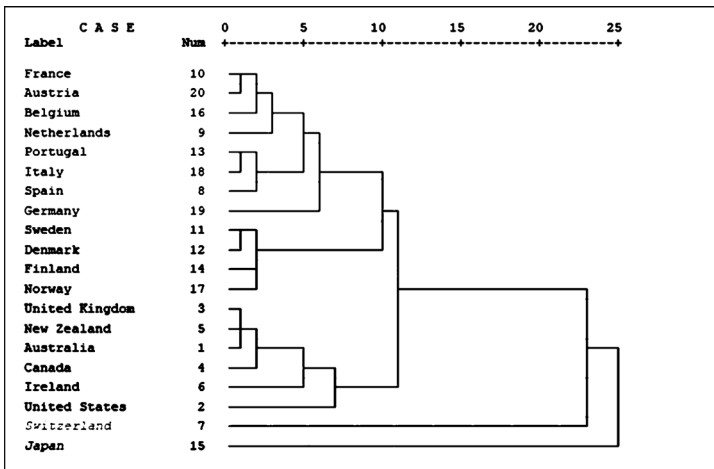 C A S E 0 5 10 15 20 25
Label Num
France 10
Austria 20
Belgium 16
Netherlands 9
Portugal 13
Italy 18
Spain 8
Germany 19
Sweden 11
Denmark 12
Finland 14
Norway 17
United Kingdom 3
New Zealand 5
Australia 1
Canada 4
Ireland 6
United States 2
Switzerland 7
Japan 15